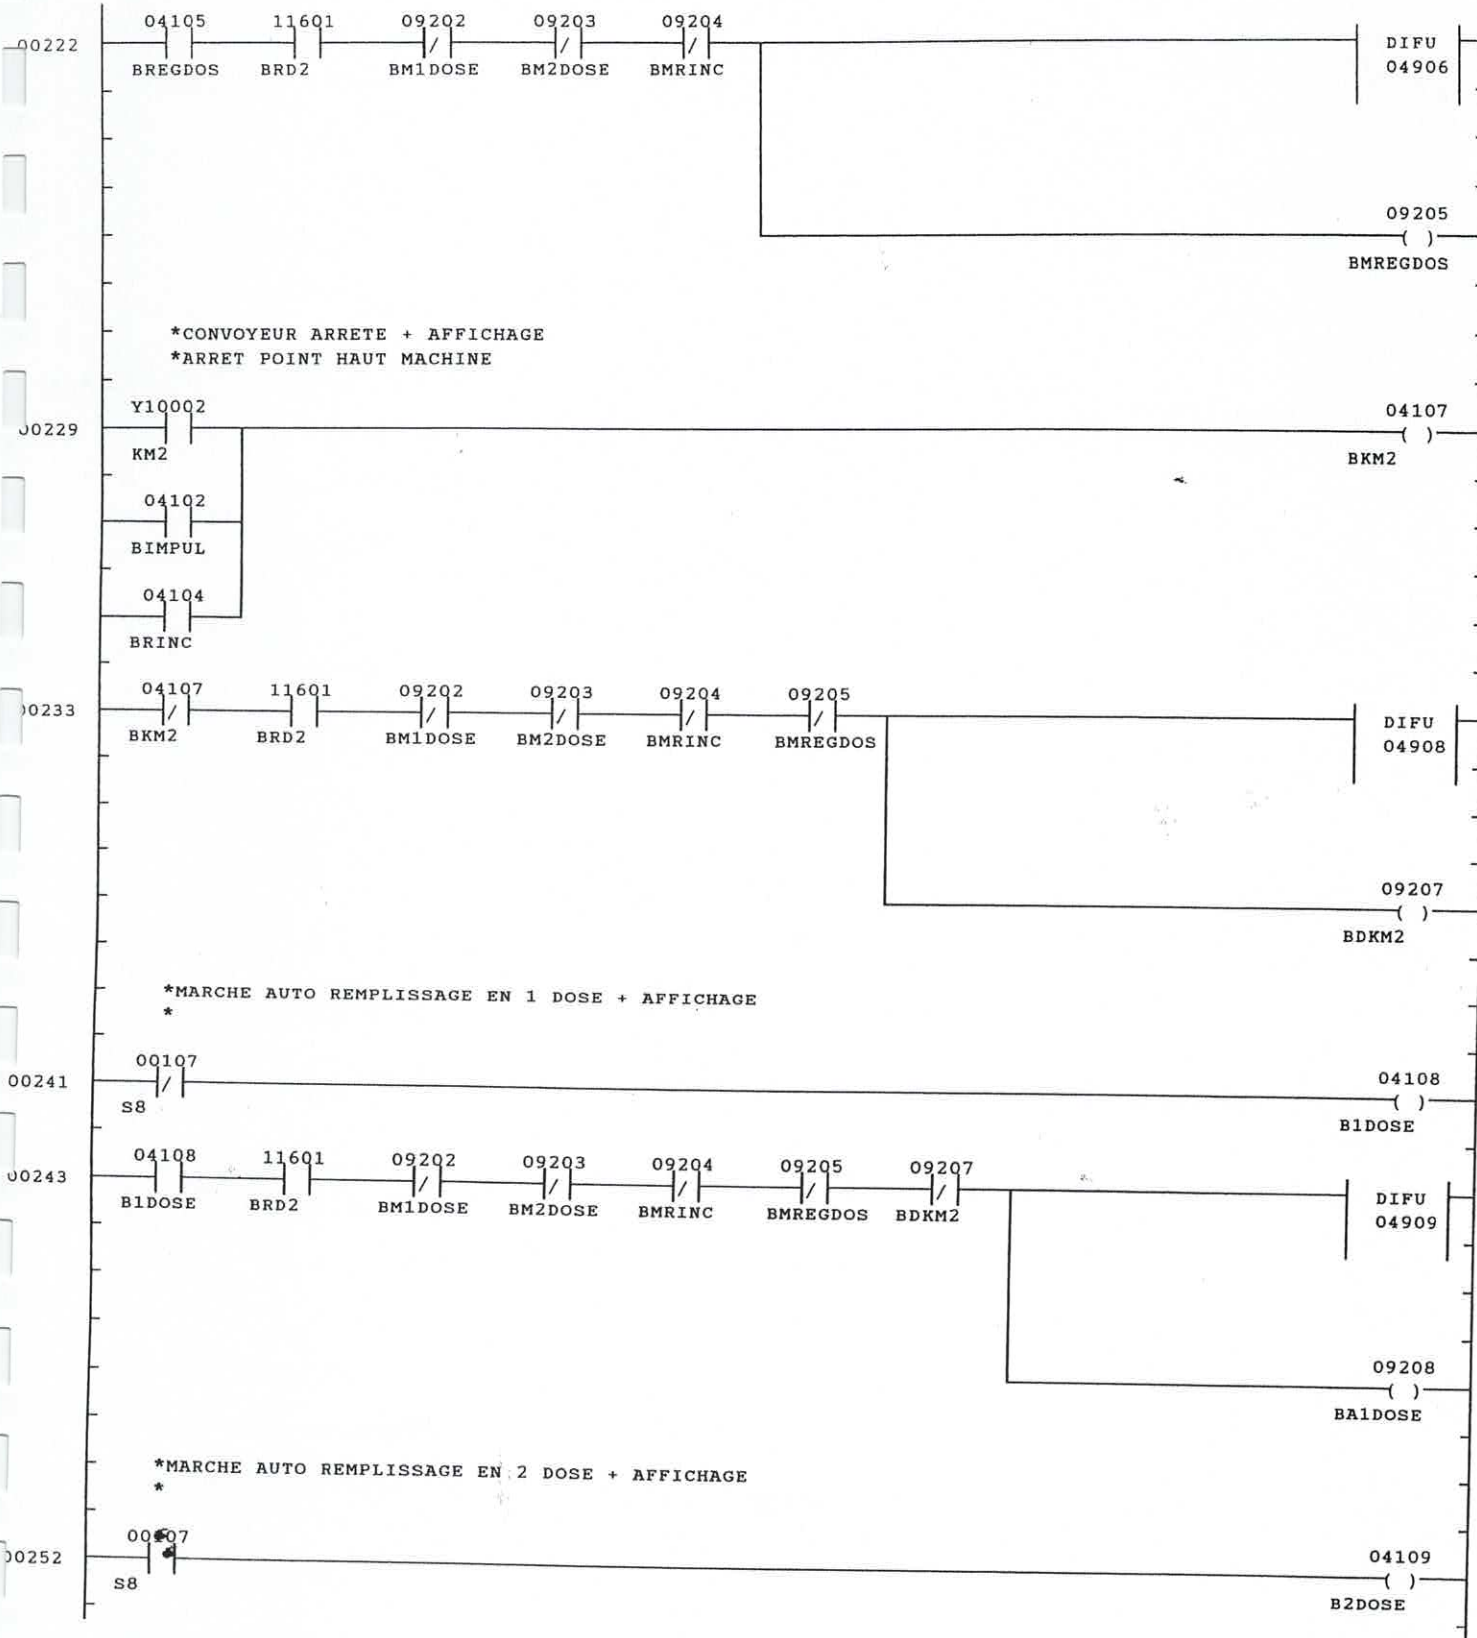 04105 11601 09202 09203 09204
00222 DIFU
BREGDOS BRD2 BM1DOSE BM2DOSE BMRINC 04906
09205
( )
BMREGDOS
*CONVOYEUR ARRETE + AFFICHAGE
*ARRET POINT HAUT MACHINE
Y10002 04107
00229 ( )
KM2 BKM2
04102
BIMPUL
04104
BRINC
04107 11601 09202 09203 09204 09205
00233 / / / / / DIFU
BKM2 BRD2 BM1DOSE BM2DOSE BMRINC BMREGDOS 04908
09207
( )
BDKM2
*MARCHE AUTO REMPLISSAGE EN 1 DOSE + AFFICHAGE
*
00107
00241 / 04108
S8 ( )
B1DOSE
04108 11601 09202 09203 09204 09205 09207
00243 / / / / / DIFU
B1DOSE BRD2 BM1DOSE BM2DOSE BMRINC BMREGDOS BDKM2 04909
09208
( )
BA1DOSE
*MARCHE AUTO REMPLISSAGE EN 2 DOSE + AFFICHAGE
*
00107
00252 04109
S8 ( )
B2DOSE